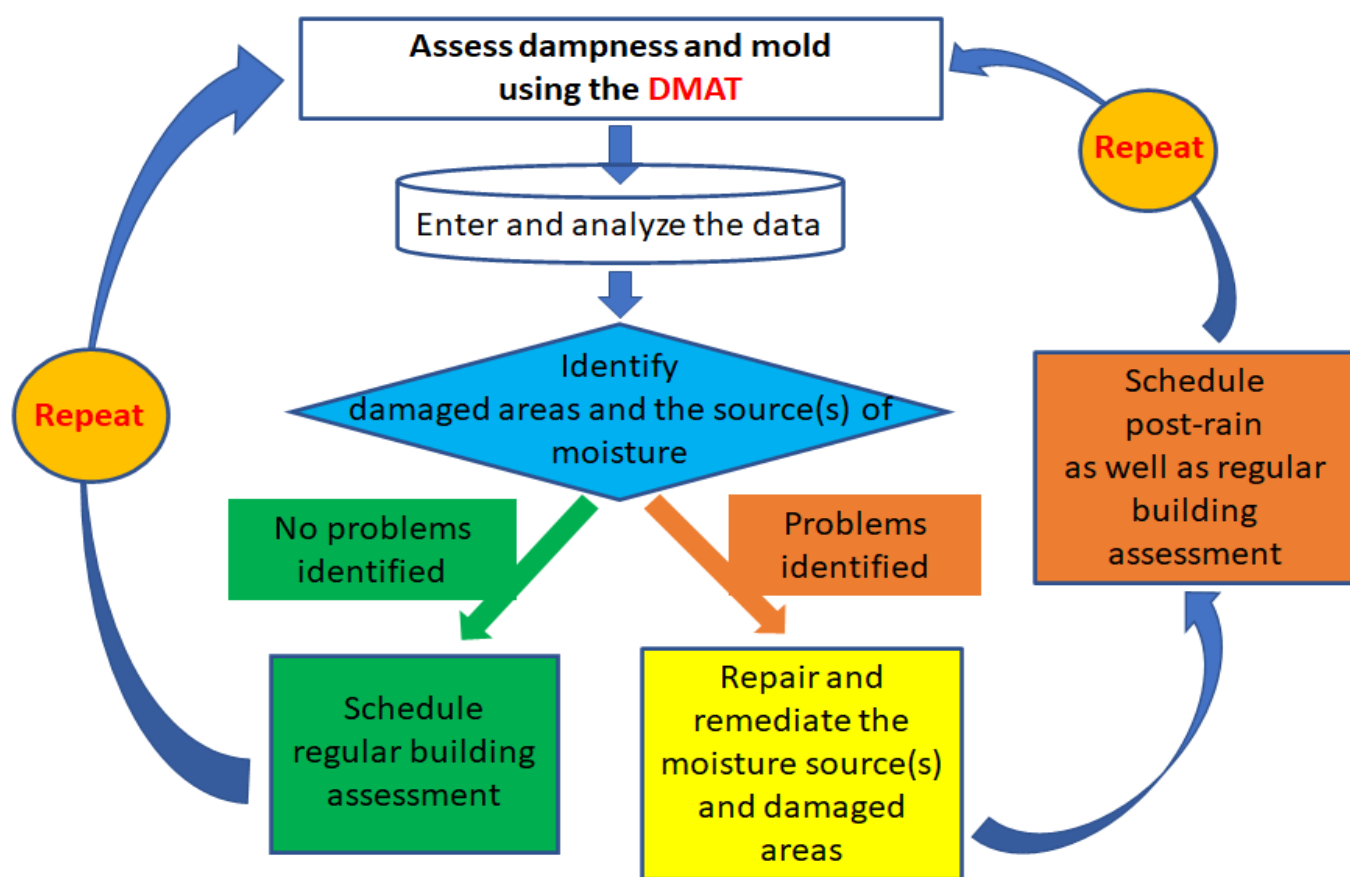 Assess dampness and mold
using the DMAT
Repeat
Enter and analyze the data
Identify
damaged areas and the source(s) of
moisture
Repeat
Schedule
post-rain
as well as regular
building
assessment
No problems
identified
Problems
identified
Schedule
regular building
assessment
Repair and
remediate the
moisture source(s)
and damaged
areas